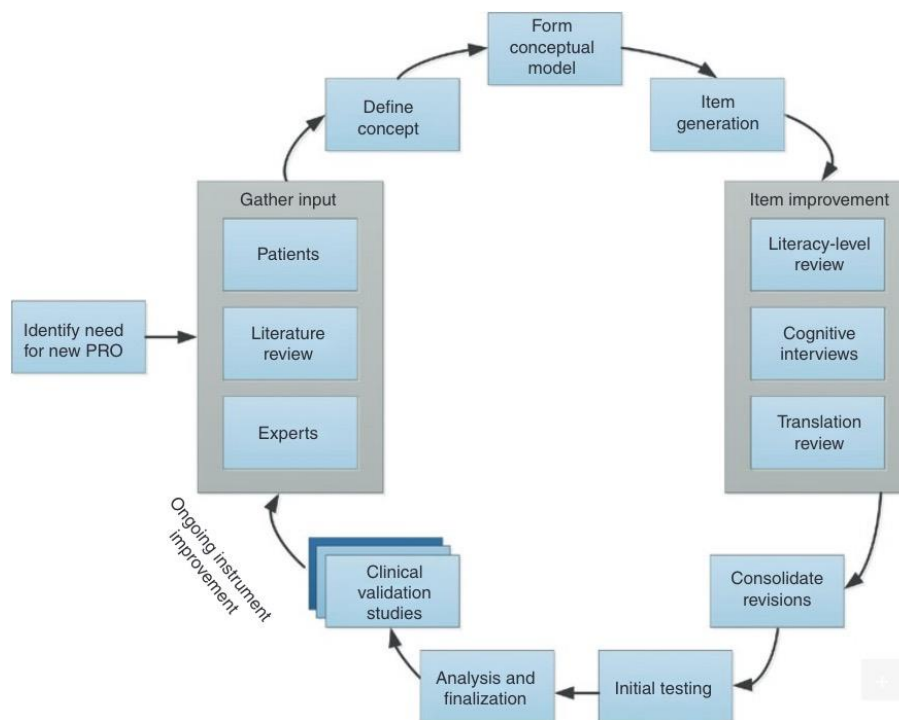 Form
conceptual
model
Define
concept
Item
generation
Gather input
Patients
Literature
review
Experts
Item improvement
Literacy-level
review
Cognitive
interviews
Translation
review
Identify need
for new PRO
Ongoing instrument
improvement
Clinical
validation
studies
Consolidate
revisions
Analysis and
finalization
Initial testing
+